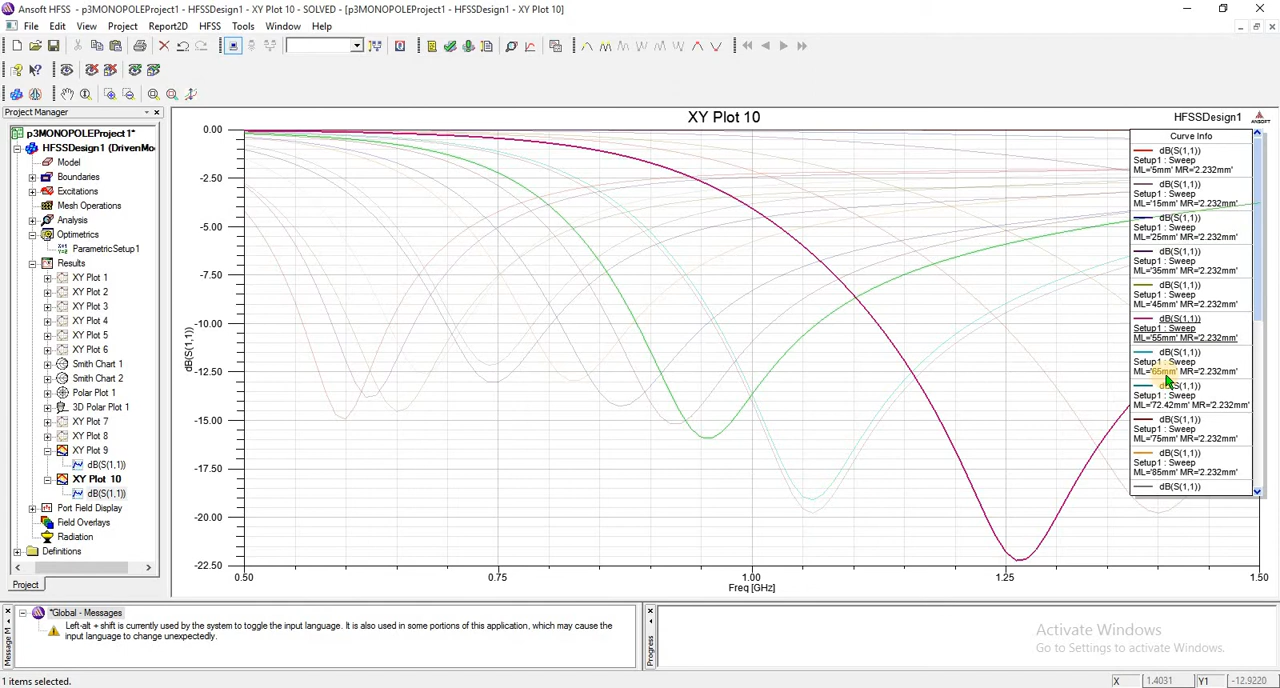 Ansoft HFSS - p3MONOPOLEProject1 - HFSSDesign1 - XY Plot 10 - SOLVED - [p3MONOPOLEProject1 - HFSSDesign1 - XY Plot 10]
File Edit View Project Report2D HFSS Tools Window Help
Project Manager
p3MONOPOLEProject1*
HFSSDesign1 (DrivenMo
Model
Boundaries
Excitations
Mesh Operations
Analysis
Optimetrics
ParametricSetup1
Results
XY Plot 1
XY Plot 2
XY Plot 3
XY Plot 4
XY Plot 5
XY Plot 6
Smith Chart 1
Smith Chart 2
Polar Plot 1
3D Polar Plot 1
XY Plot 7
XY Plot 8
XY Plot 9
dB(S(1,1))
XY Plot 10
dB(S(1,1))
Port Field Display
Field Overlays
Radiation
Definitions
Project
XY Plot 10
HFSSDesign1
ANSOFT
0.00
-2.50
-5.00
-7.50
-10.00
-12.50
-15.00
-17.50
-20.00
-22.50
dB(S(1,1))
0.50 0.75 1.00 1.25 1.50
Freq [GHz]
Curve Info
dB(S(1,1))
Setup1 : Sweep
ML='5mm' MR='2.232mm'
dB(S(1,1))
Setup1 : Sweep
ML='15mm' MR='2.232mm'
dB(S(1,1))
Setup1 : Sweep
ML='25mm' MR='2.232mm'
dB(S(1,1))
Setup1 : Sweep
ML='35mm' MR='2.232mm'
dB(S(1,1))
Setup1 : Sweep
ML='45mm' MR='2.232mm'
dB(S(1,1))
Setup1 : Sweep
ML='55mm' MR='2.232mm'
dB(S(1,1))
Setup1 : Sweep
ML='65mm' MR='2.232mm'
dB(S(1,1))
Setup1 : Sweep
ML='72.42mm' MR='2.232mm'
dB(S(1,1))
Setup1 : Sweep
ML='75mm' MR='2.232mm'
dB(S(1,1))
Setup1 : Sweep
ML='85mm' MR='2.232mm'
dB(S(1,1))
Message M
*Global - Messages
Left-alt + shift is currently used by the system to toggle the input language. It is also used in some portions of this application, which may cause the
input language to change unexpectedly.
Progress
Activate Windows
Go to Settings to activate Windows.
1 items selected.
X 1.4031 Y1 -12.9220